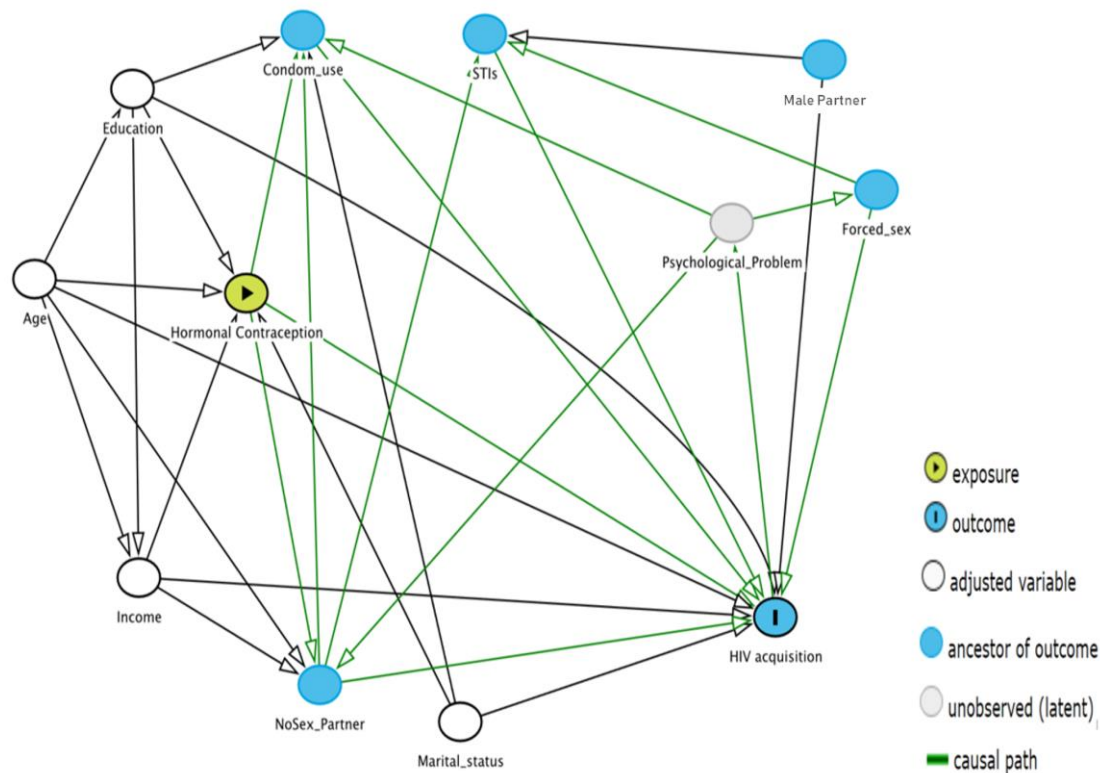 Condom_use
STIs
Male Partner
Education
Forced_sex
Psychological_Problem
Age
Hormonal Contraception
exposure
outcome
adjusted variable
Income
HIV acquisition
ancestor of outcome
unobserved (latent)
NoSex_Partner
Marital_status
causal path